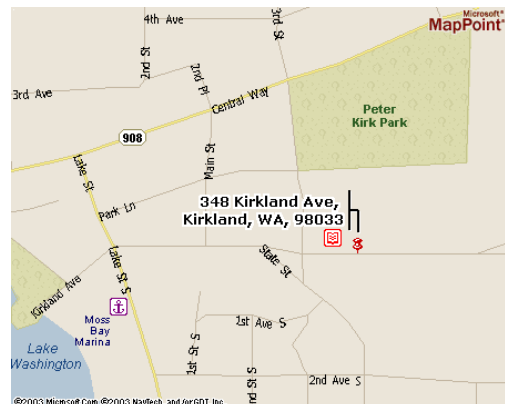 Microsoft®
MapPoint®
4th Ave
2nd St
2nd Pl
3rd Ave
Central Way
Peter
Kirk Park
908
Lake St
Main St
Park Ln
348 Kirkland Ave,
Kirkland, WA, 98033
Lake St S
State St
Kirkland Ave
Moss
Bay
Marina
1st Ave S
Lake
Washington
1st St S
2nd St S
2nd Ave S
©2003 Microsoft Corp ©2003 NavTech, and/or GDT, Inc.